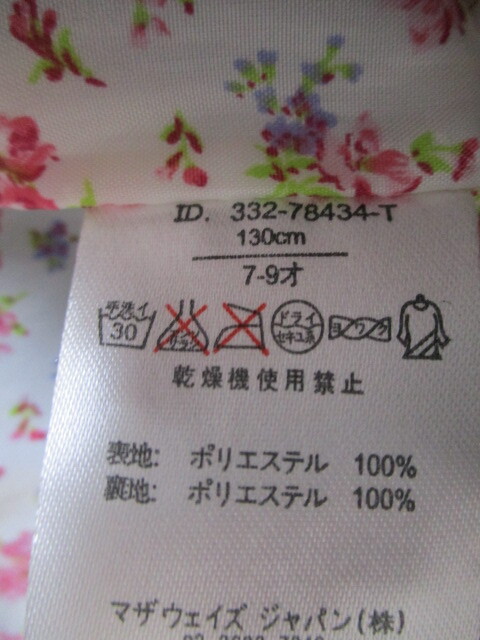 ID. 332-78434-T
130cm
7-9才
手洗イ 30 エンソサラシ ドライ セキユ系 ヨワク
乾燥機使用禁止
表地: ポリエステル 100%
裏地: ポリエステル 100%
マザウェイズ ジャパン(株)